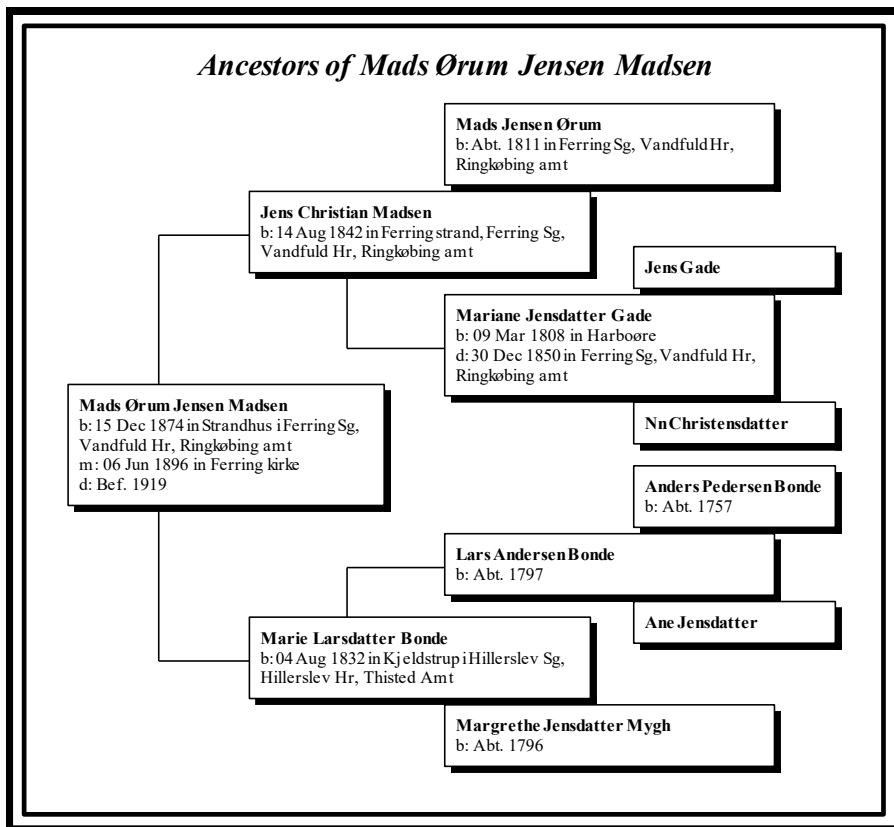 Ancestors of Mads Ørum Jensen Madsen
Mads Jensen Ørum
b: Abt. 1811 in Ferring Sg, Vandfuld Hr,
Ringkøbing amt
Jens Christian Madsen
b: 14 Aug 1842 in Ferring strand, Ferring Sg,
Vandfuld Hr, Ringkøbing amt
Jens Gade
Mariane Jensdatter Gade
b: 09 Mar 1808 in Harboøre
d: 30 Dec 1850 in Ferring Sg, Vandfuld Hr,
Ringkøbing amt
Nn Christensdatter
Mads Ørum Jensen Madsen
b: 15 Dec 1874 in Strandhus i Ferring Sg,
Vandfuld Hr, Ringkøbing amt
m: 06 Jun 1896 in Ferring kirke
d: Bef. 1919
Anders Pedersen Bonde
b: Abt. 1757
Lars Andersen Bonde
b: Abt. 1797
Ane Jensdatter
Marie Larsdatter Bonde
b: 04 Aug 1832 in Kjeldstrup i Hillerslev Sg,
Hillerslev Hr, Thisted Amt
Margrethe Jensdatter Mygh
b: Abt. 1796